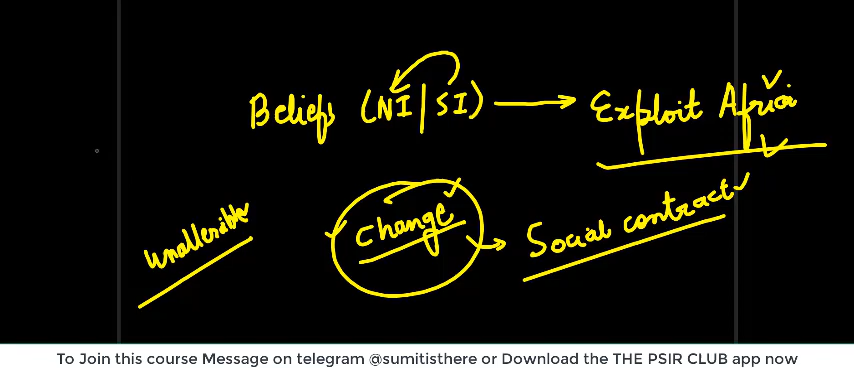 Beliefs (NI|SI) → Exploit Africa
Unalterable
change → Social contract
To Join this course Message on telegram @sumitisthere or Download the THE PSIR CLUB app now